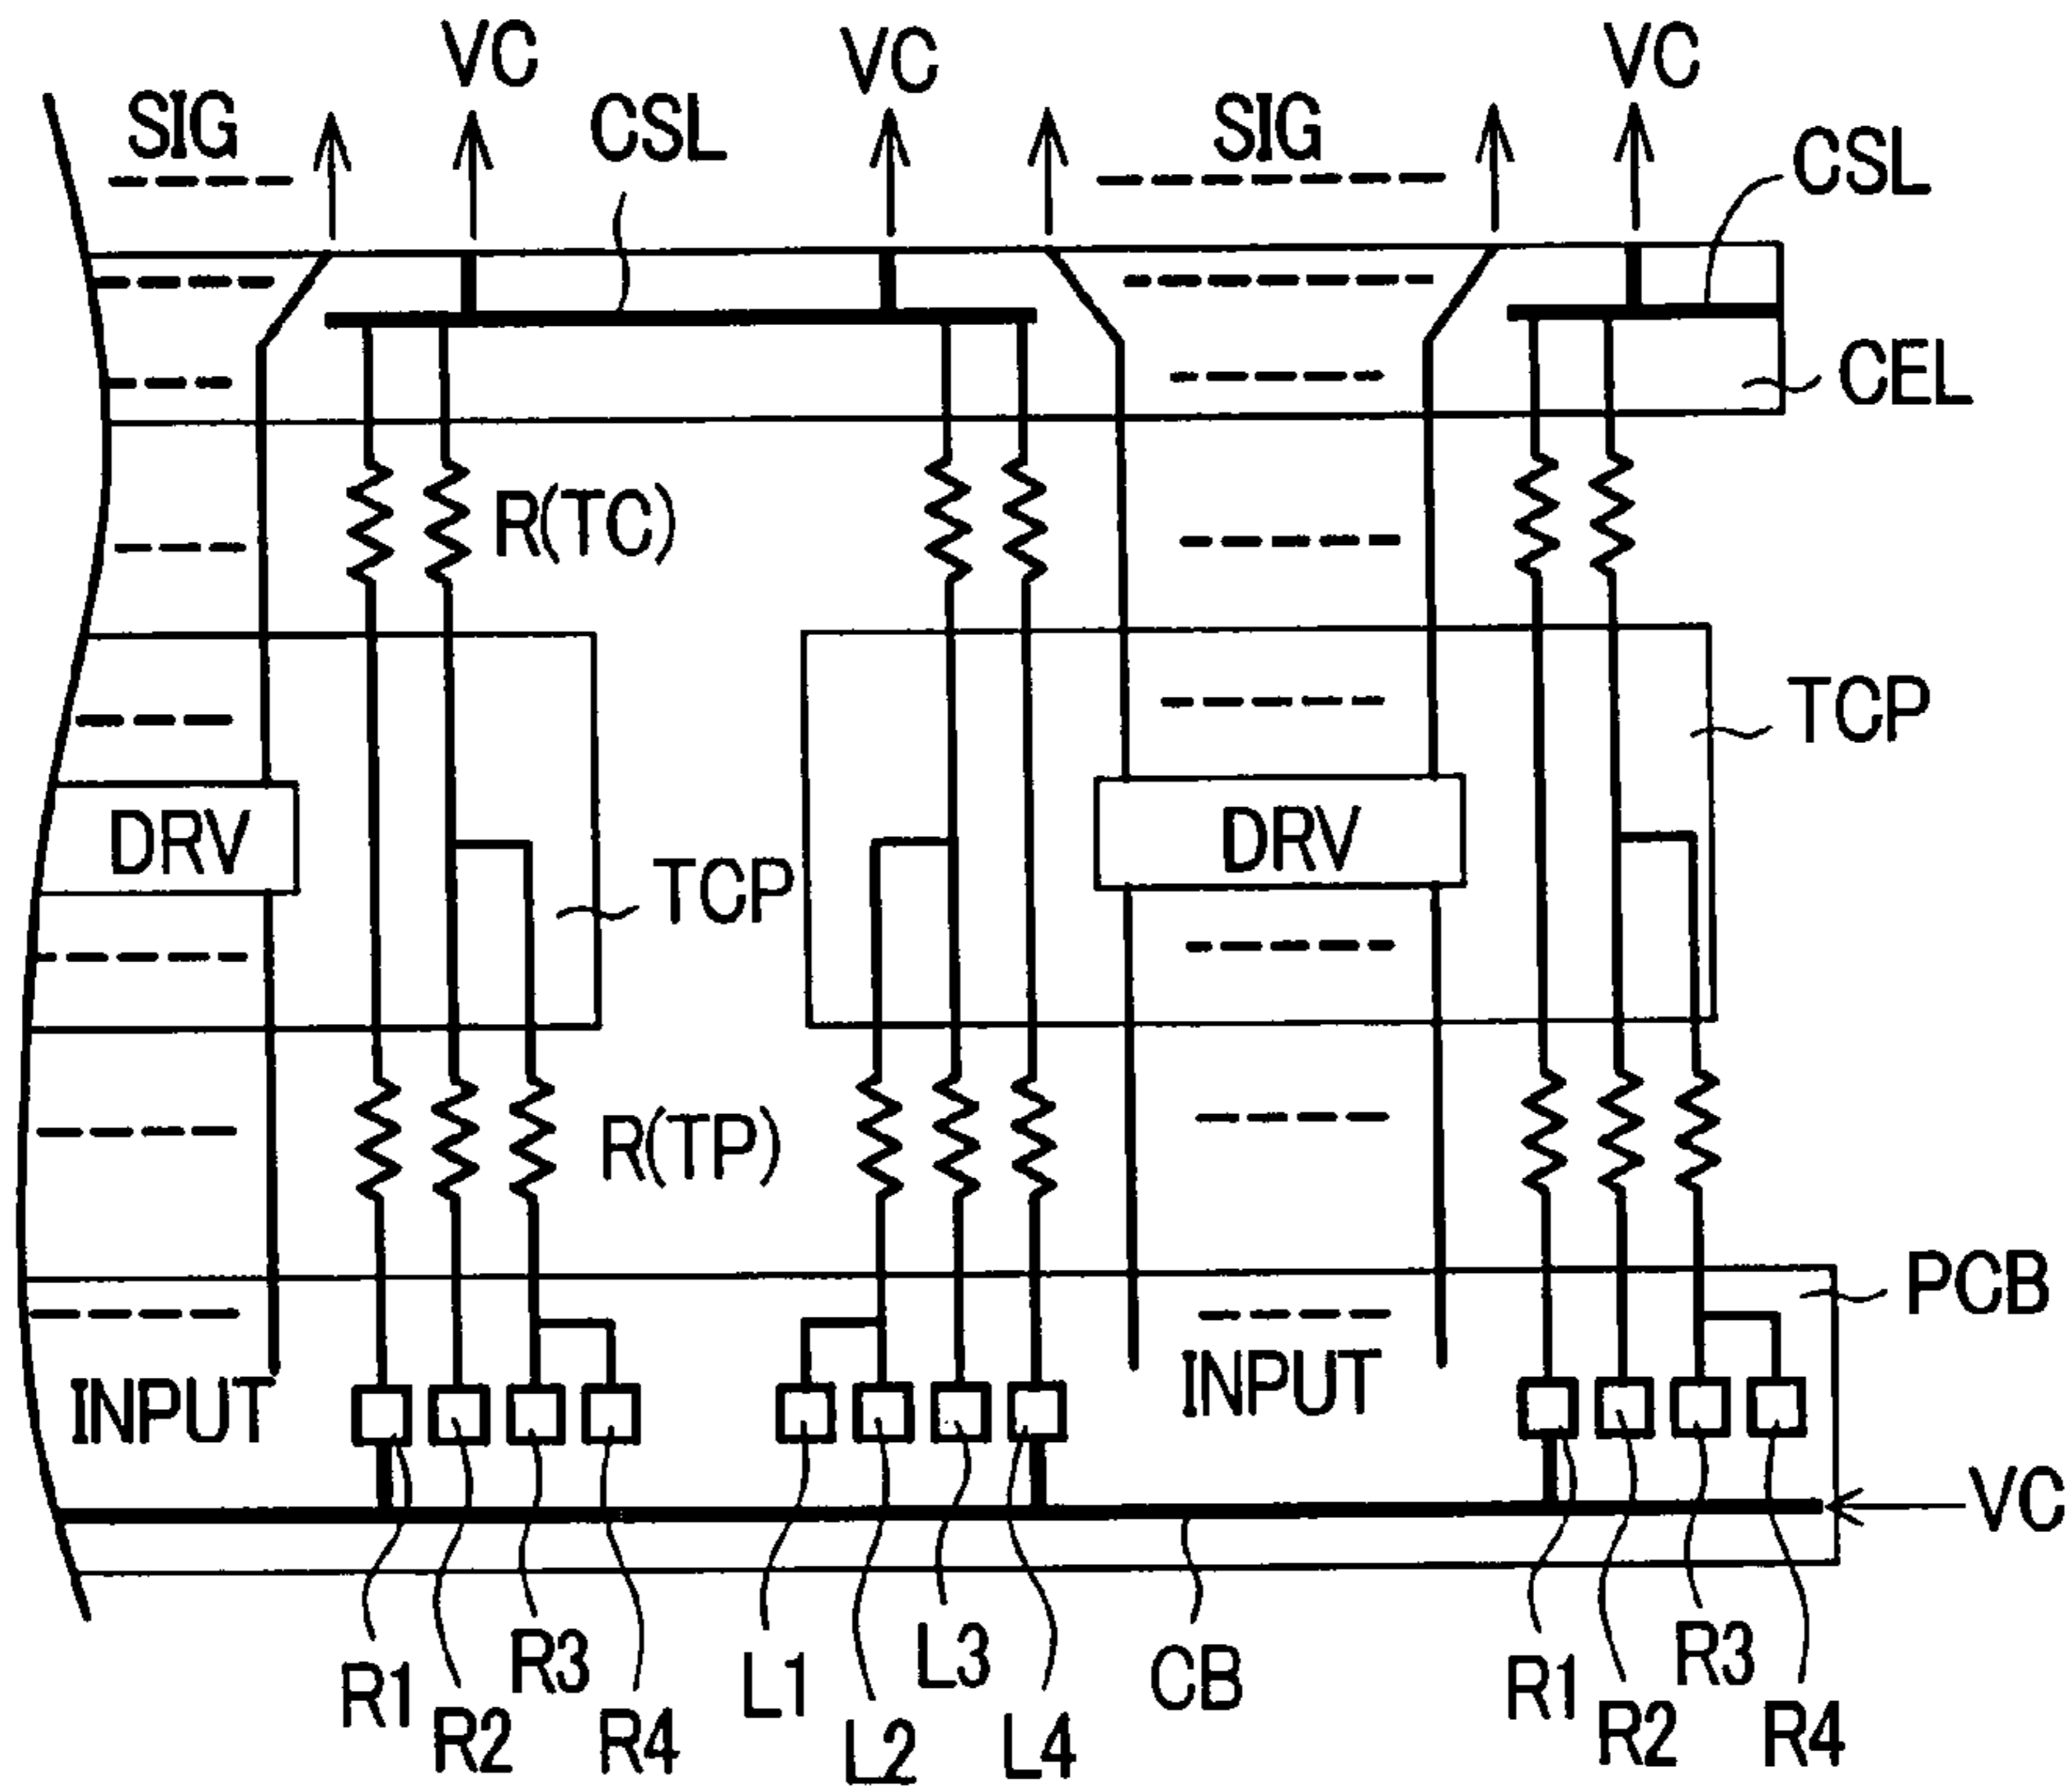 VC VC VC
SIG CSL SIG CSL
CEL
R(TC)
TCP
DRV DRV
TCP
R(TP)
PCB
INPUT INPUT
VC
R1 R2 R3 R4 L1 L2 L3 L4 CB R1 R2 R3 R4